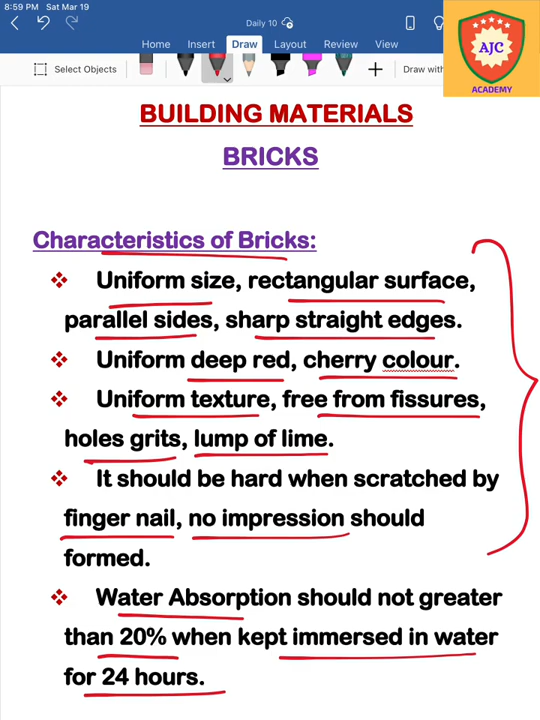 8:59 PM Sat Mar 19
Daily 10
Home Insert Draw Layout Review View
AJC
ACADEMY
Select Objects
Draw with
BUILDING MATERIALS
BRICKS
Characteristics of Bricks:
❖ Uniform size, rectangular surface,
parallel sides, sharp straight edges.
❖ Uniform deep red, cherry colour.
❖ Uniform texture, free from fissures,
holes grits, lump of lime.
❖ It should be hard when scratched by
finger nail, no impression should
formed.
❖ Water Absorption should not greater
than 20% when kept immersed in water
for 24 hours.